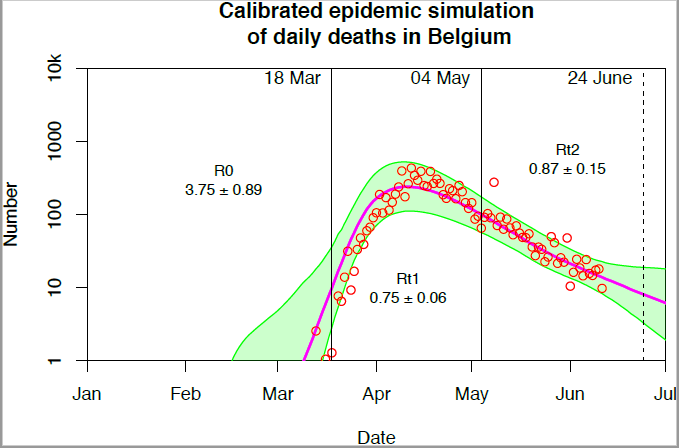 Calibrated epidemic simulation
of daily deaths in Belgium
18 Mar
04 May
24 June
R0
3.75 ± 0.89
Rt2
0.87 ± 0.15
Rt1
0.75 ± 0.06
Number
10k
1000
100
10
1
Jan
Feb
Mar
Apr
May
Jun
Jul
Date